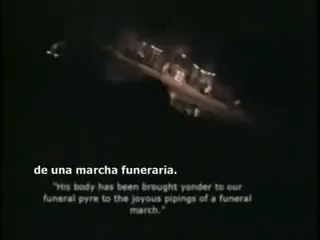 de una marcha funeraria.
"His body has been brought yonder to our
funeral pyre to the joyous pipings of a funeral
march."